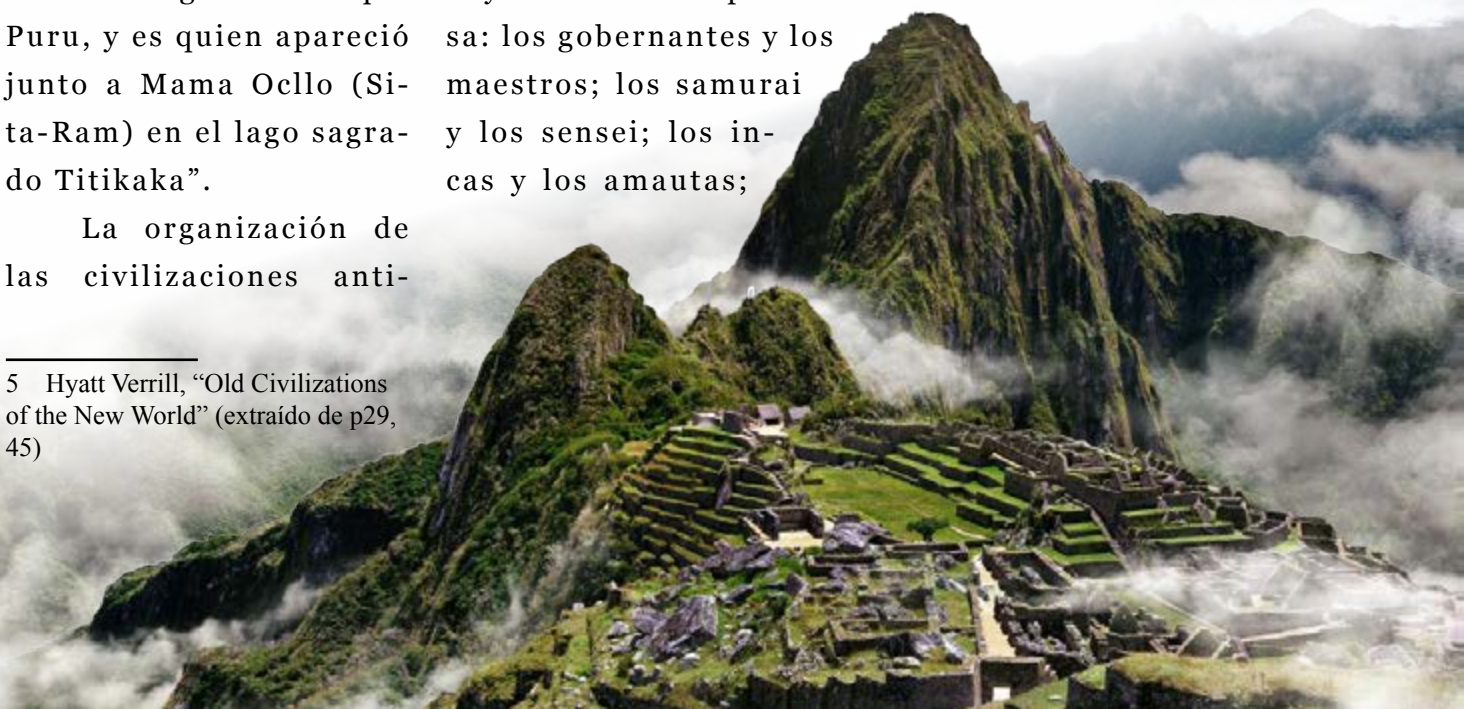 Puru, y es quien apareció
junto a Mama Ocllo (Si-
ta-Ram) en el lago sagra-
do Titikaka”.
La organización de
las civilizaciones anti-
5 Hyatt Verrill, “Old Civilizations
of the New World” (extraído de p29,
45)
sa: los gobernantes y los
maestros; los samurai
y los sensei; los in-
cas y los amautas;